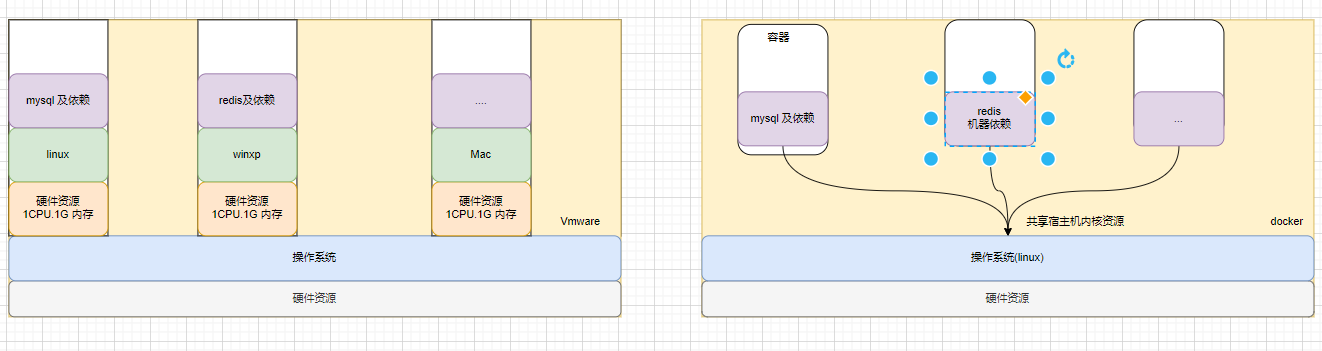 mysql 及依赖
linux
硬件资源
1CPU.1G 内存
redis及依赖
winxp
硬件资源
1CPU.1G 内存
....
Mac
硬件资源
1CPU.1G 内存
Vmware
操作系统
硬件资源
容器
mysql 及依赖
redis
机器依赖
...
共享宿主机内核资源
docker
操作系统(linux)
硬件资源